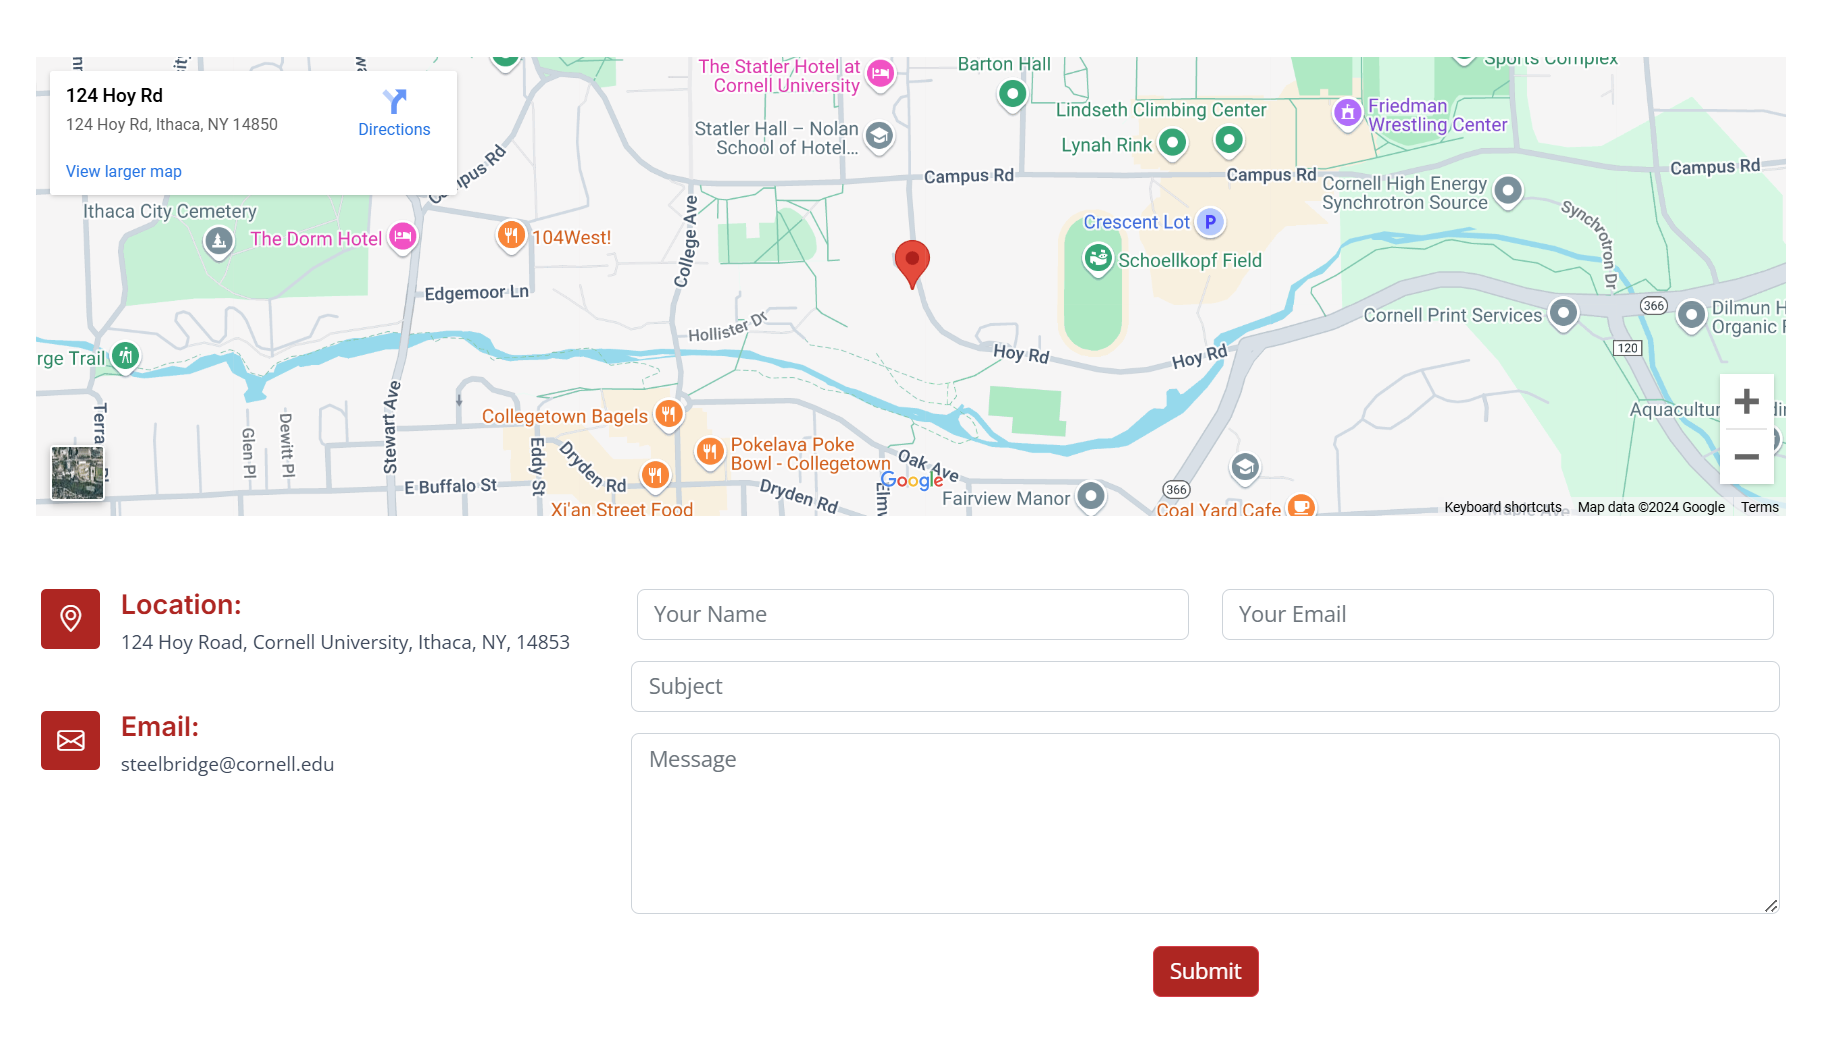 124 Hoy Rd
124 Hoy Rd, Ithaca, NY 14850
Directions
View larger map
The Statler Hotel at
Cornell University
Barton Hall
Sports Complex
Lindseth Climbing Center
Friedman
Wrestling Center
Statler Hall – Nolan
School of Hotel...
Lynah Rink
Campus Rd
Campus Rd
Campus Rd
Campus Rd
Cornell High Energy
Synchrotron Source
Synchrotron Dr
Ithaca City Cemetery
The Dorm Hotel
104West!
College Ave
Crescent Lot
P
Schoellkopf Field
Edgemoor Ln
Hollister Dr
Cornell Print Services
366
Dilmun H
Organic F
120
Hoy Rd
Hoy Rd
rge Trail
Terra
Glen Pl
Dewitt Pl
Stewart Ave
Collegetown Bagels
Eddy St
Dryden Rd
Pokelava Poke
Bowl - Collegetown
Oak Ave
Google
Elmw
E Buffalo St
Xi'an Street Food
Dryden Rd
Fairview Manor
366
Coal Yard Cafe
Maple Ave
Keyboard shortcuts
Map data ©2024 Google
Terms
Location:
124 Hoy Road, Cornell University, Ithaca, NY, 14853
Email:
steelbridge@cornell.edu
Your Name
Your Email
Subject
Message
Submit